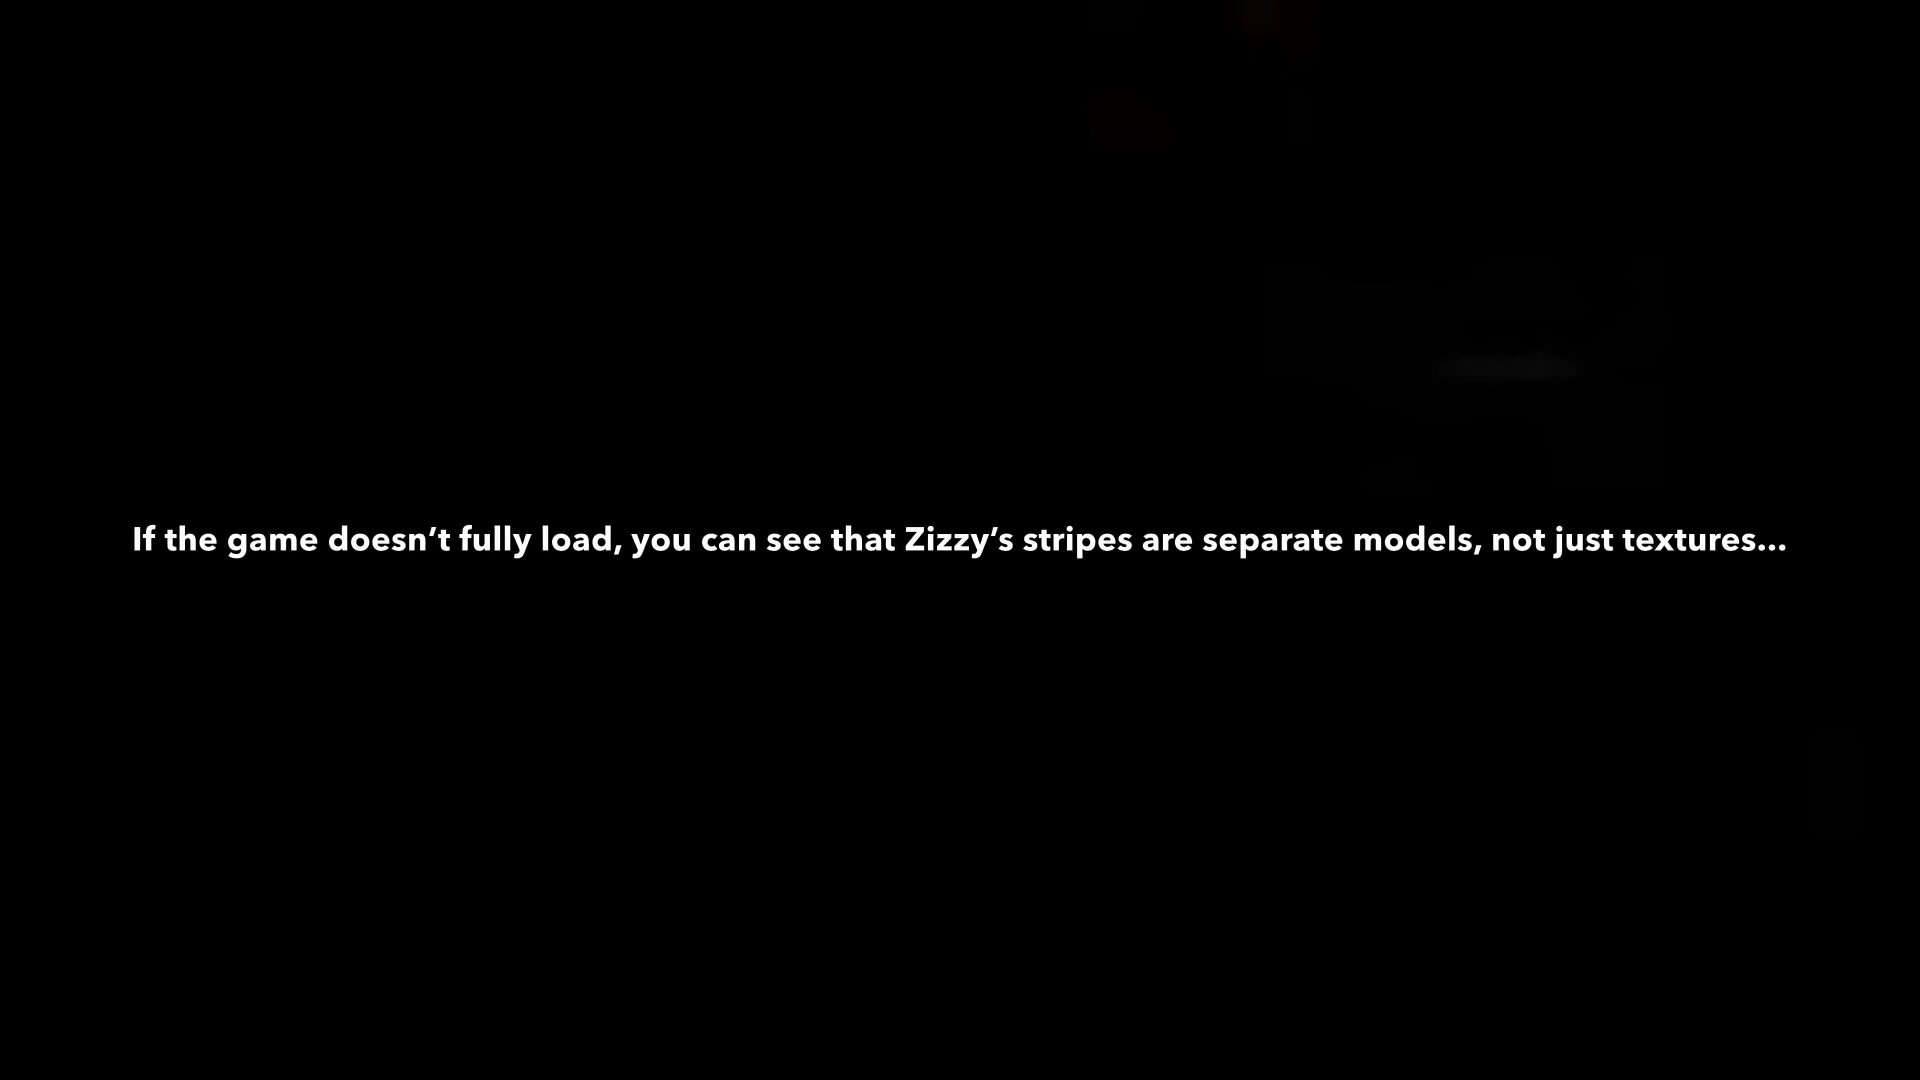 If the game doesn’t fully load, you can see that Zizzy’s stripes are separate models, not just textures...